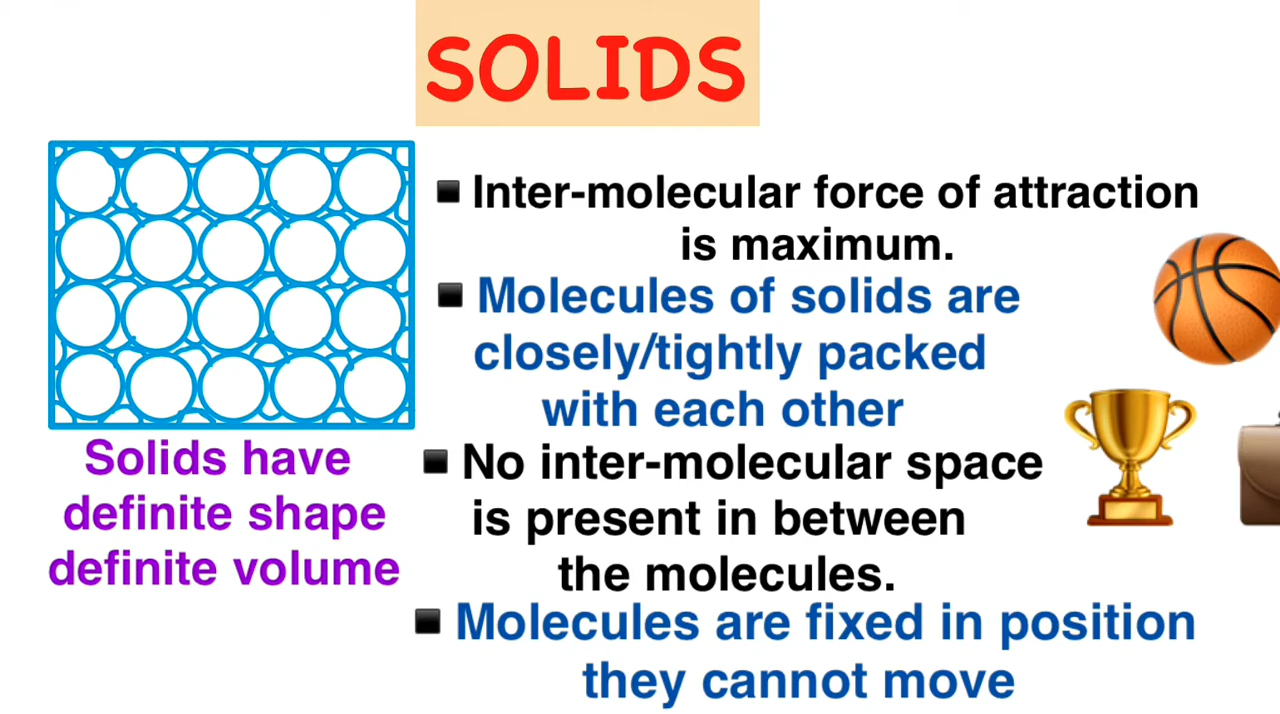 SOLIDS
◾ Inter-molecular force of attraction
is maximum.
◾ Molecules of solids are
closely/tightly packed
with each other
◾ No inter-molecular space
is present in between
the molecules.
◾ Molecules are fixed in position
they cannot move
Solids have
definite shape
definite volume